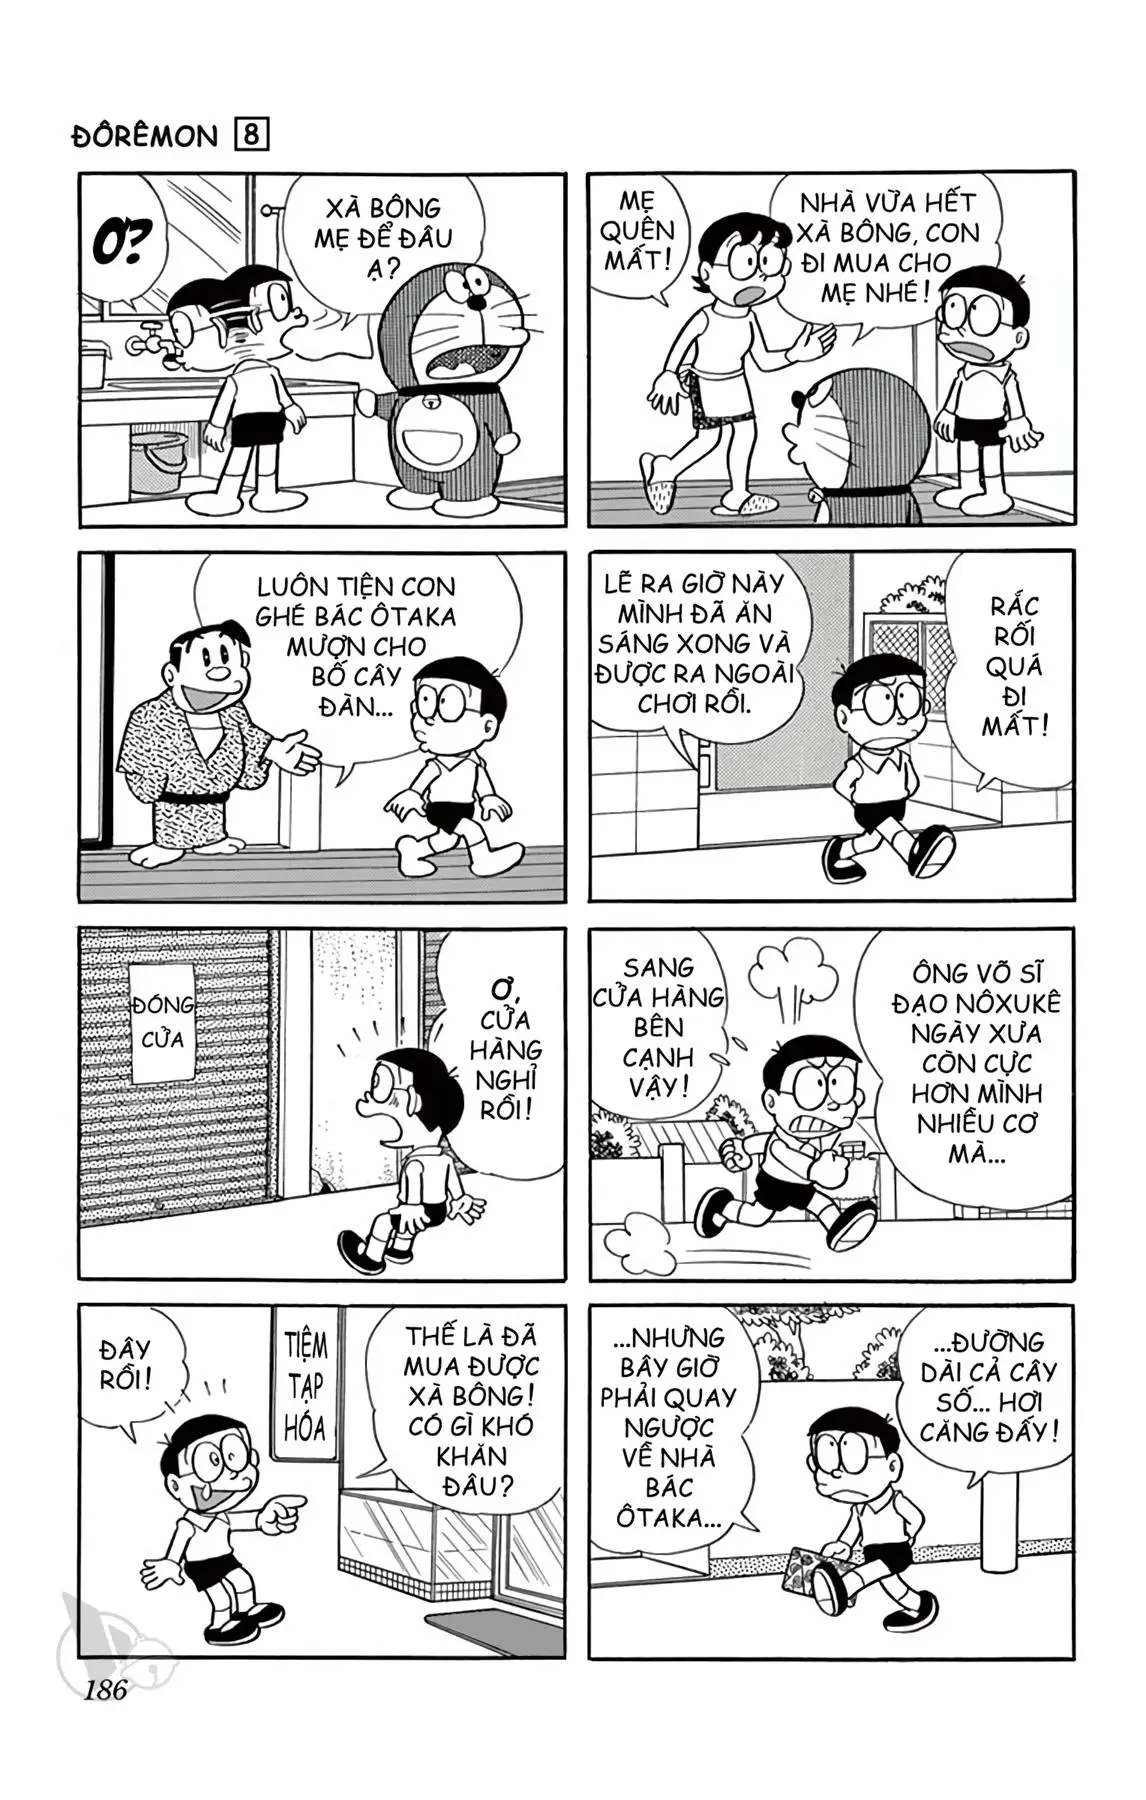 ĐÔRÊMON 8
Ơ?
XÀ BÔNG
MẸ ĐỂ ĐÂU
Ạ?
MẸ
QUÊN
MẤT!
NHÀ VỪA HẾT
XÀ BÔNG, CON
ĐI MUA CHO
MẸ NHÉ!
LUÔN TIỆN CON
GHÉ BÁC ÔTAKA
MƯỢN CHO
BỐ CÂY
ĐÀN...
LẼ RA GIỜ NÀY
MÌNH ĐÃ ĂN
SÁNG XONG VÀ
ĐƯỢC RA NGOÀI
CHƠI RỒI.
RẮC
RỐI
QUÁ
ĐI
MẤT!
ĐÓNG
CỬA
Ơ,
CỬA
HÀNG
NGHỈ
RỒI!
SANG
CỬA HÀNG
BÊN
CẠNH
VẬY!
ÔNG VÕ SĨ
ĐẠO NÔXUKÊ
NGÀY XƯA
CÒN CỰC
HƠN MÌNH
NHIỀU CƠ
MÀ...
ĐÂY
RỒI!
TIỆM
TẠP
HÓA
THẾ LÀ ĐÃ
MUA ĐƯỢC
XÀ BÔNG!
CÓ GÌ KHÓ
KHĂN
ĐÂU?
...NHƯNG
BÂY GIỜ
PHẢI QUAY
NGƯỢC
VỀ NHÀ
BÁC
ÔTAKA...
...ĐƯỜNG
DÀI CẢ CÂY
SỐ... HƠI
CĂNG ĐẤY!
186